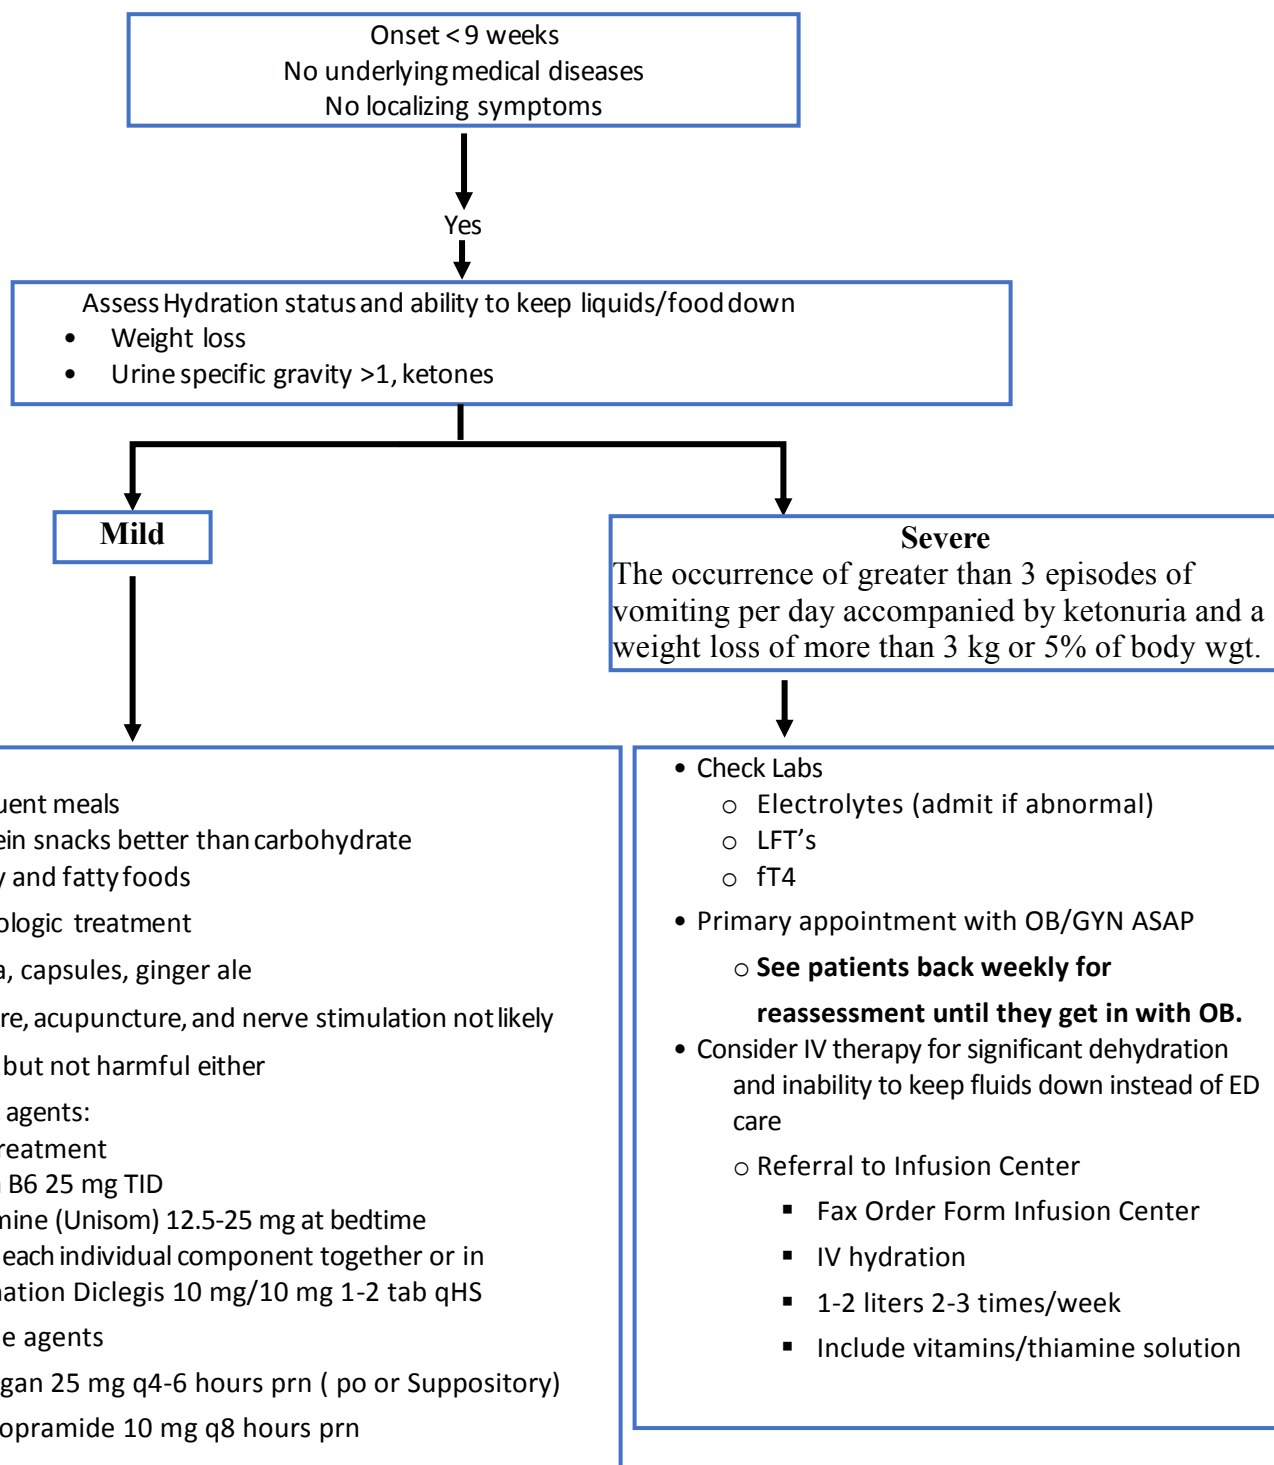 Onset < 9 weeks
No underlying medical diseases
No localizing symptoms
Yes
Assess Hydration status and ability to keep liquids/food down
• Weight loss
• Urine specific gravity >1, ketones
Mild
Severe
The occurrence of greater than 3 episodes of
vomiting per day accompanied by ketonuria and a
weight loss of more than 3 kg or 5% of body wgt.
uent meals
ein snacks better than carbohydrate
y and fatty foods
ologic treatment
a, capsules, ginger ale
re, acupuncture, and nerve stimulation not likely
but not harmful either
agents:
reatment
B6 25 mg TID
mine (Unisom) 12.5-25 mg at bedtime
each individual component together or in
nation Diclegis 10 mg/10 mg 1-2 tab qHS
e agents
gan 25 mg q4-6 hours prn ( po or Suppository)
opramide 10 mg q8 hours prn
• Check Labs
o Electrolytes (admit if abnormal)
o LFT’s
o fT4
• Primary appointment with OB/GYN ASAP
o See patients back weekly for
reassessment until they get in with OB.
• Consider IV therapy for significant dehydration
and inability to keep fluids down instead of ED
care
o Referral to Infusion Center
▪ Fax Order Form Infusion Center
▪ IV hydration
▪ 1-2 liters 2-3 times/week
▪ Include vitamins/thiamine solution